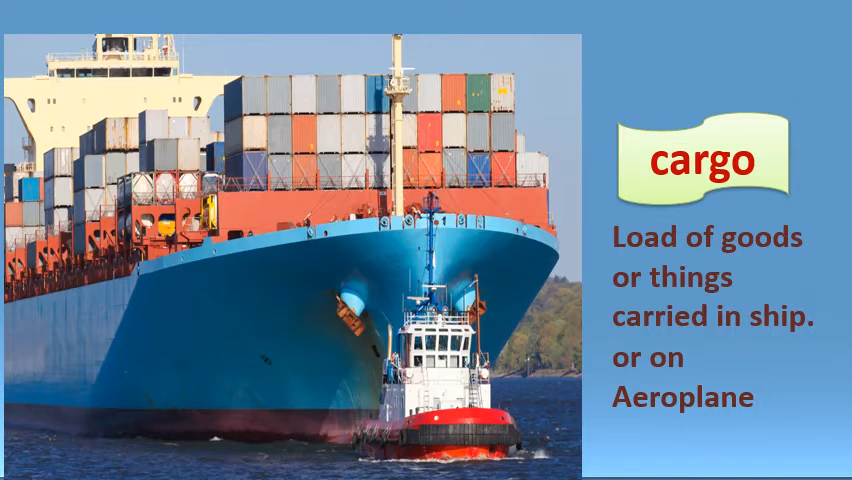 cargo
Load of goods
or things
carried in ship.
or on
Aeroplane